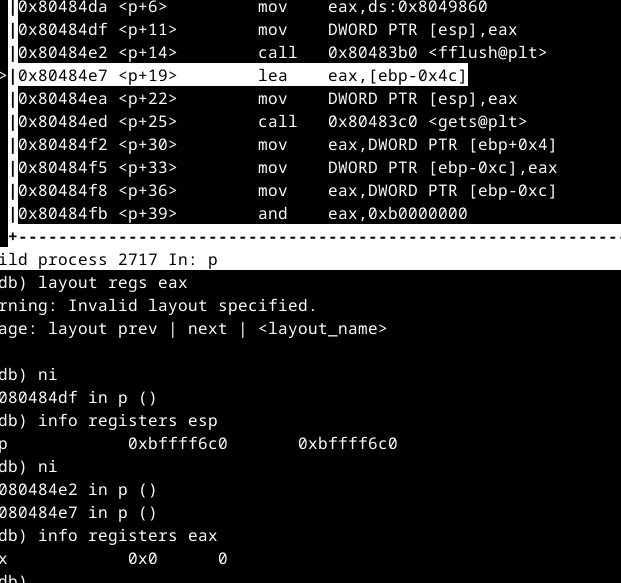 |0x80484da <p+6>        mov    eax,ds:0x8049860
|0x80484df <p+11>       mov    DWORD PTR [esp],eax
|0x80484e2 <p+14>       call   0x80483b0 <fflush@plt>
>|0x80484e7 <p+19>       lea    eax,[ebp-0x4c]
|0x80484ea <p+22>       mov    DWORD PTR [esp],eax
|0x80484ed <p+25>       call   0x80483c0 <gets@plt>
|0x80484f2 <p+30>       mov    eax,DWORD PTR [ebp+0x4]
|0x80484f5 <p+33>       mov    DWORD PTR [ebp-0xc],eax
|0x80484f8 <p+36>       mov    eax,DWORD PTR [ebp-0xc]
|0x80484fb <p+39>       and    eax,0xb0000000
ild process 2717 In: p
db) layout regs eax
rning: Invalid layout specified.
age: layout prev | next | <layout_name>
db) ni
080484df in p ()
db) info registers esp
p            0xbffff6c0       0xbffff6c0
db) ni
080484e2 in p ()
080484e7 in p ()
db) info registers eax
x            0x0      0
db)